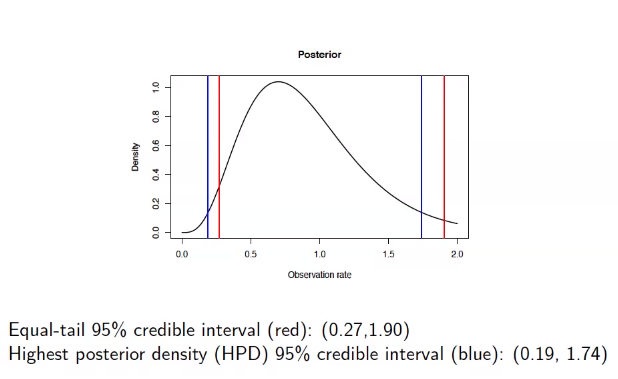 Posterior
Density
0.0 0.2 0.4 0.6 0.8 1.0
0.0 0.5 1.0 1.5 2.0
Observation rate
Equal-tail 95% credible interval (red): (0.27,1.90)
Highest posterior density (HPD) 95% credible interval (blue): (0.19, 1.74)